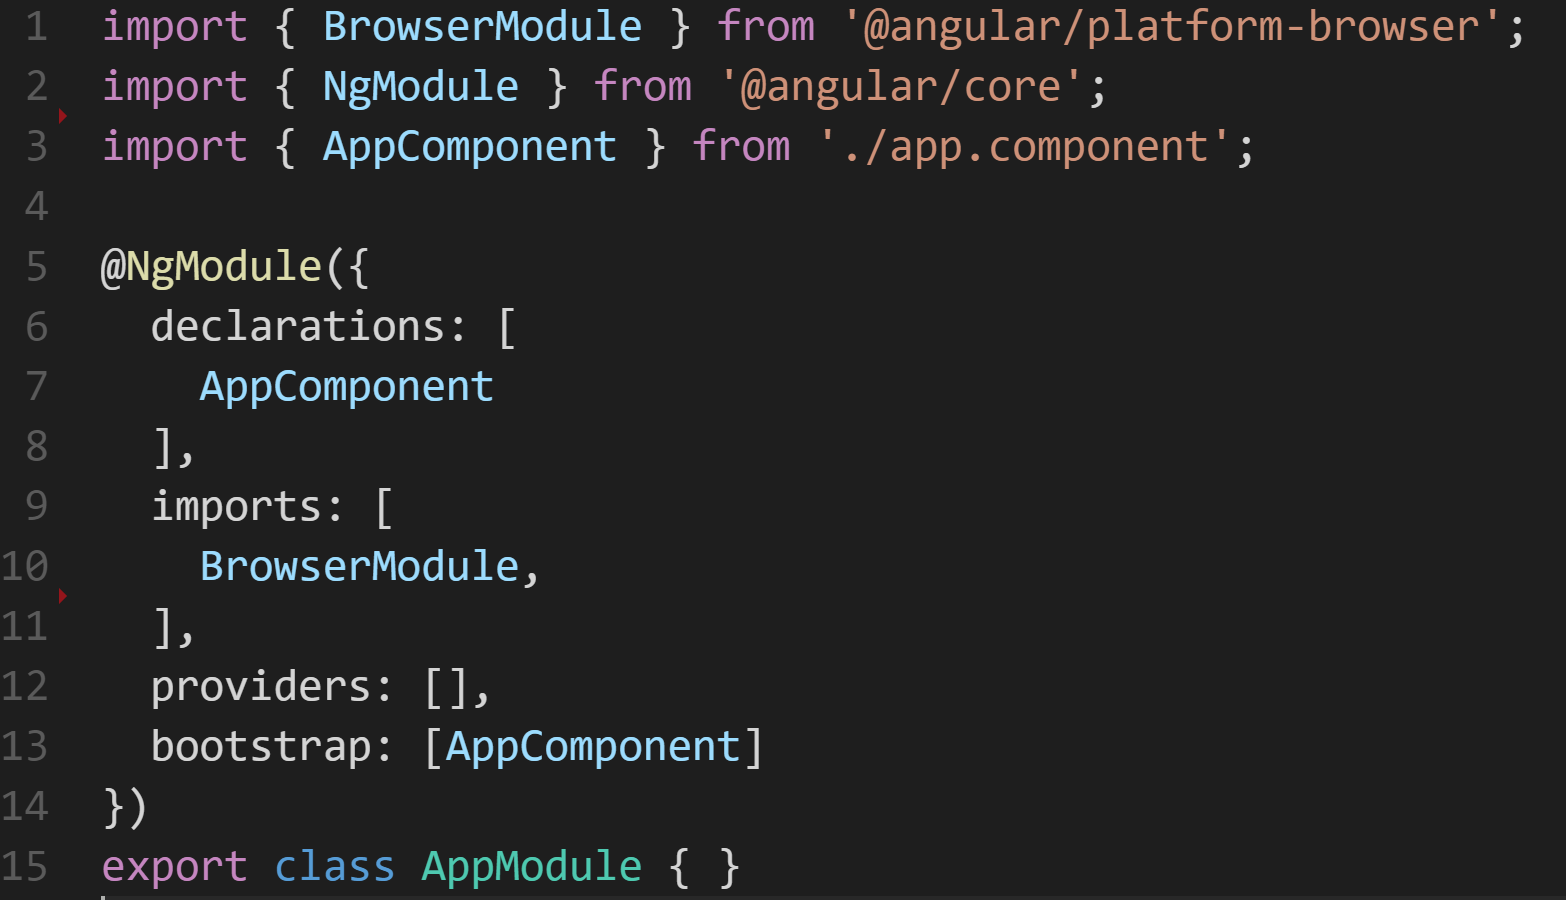 1 import { BrowserModule } from '@angular/platform-browser';
2 import { NgModule } from '@angular/core';
3 import { AppComponent } from './app.component';
4
5 @NgModule({
6   declarations: [
7     AppComponent
8   ],
9   imports: [
10     BrowserModule,
11   ],
12   providers: [],
13   bootstrap: [AppComponent]
14 })
15 export class AppModule { }